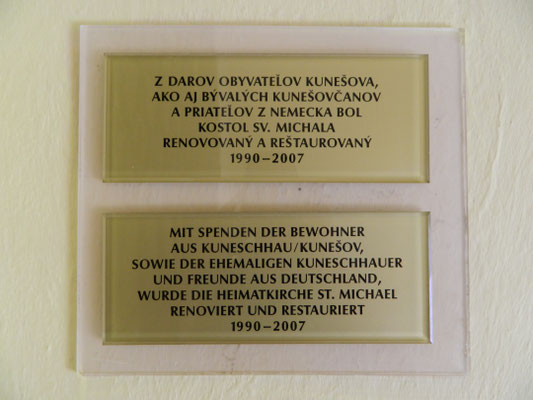 Z DAROV OBYVATEĽOV KUNEŠOVA,
AKO AJ BÝVALÝCH KUNEŠOVČANOV
A PRIATEĽOV Z NEMECKA BOL
KOSTOL SV. MICHALA
RENOVOVANÝ A REŠTAUROVANÝ
1990–2007
MIT SPENDEN DER BEWOHNER
AUS KUNESCHHAU/KUNEŠOV,
SOWIE DER EHEMALIGEN KUNESCHHAUER
UND FREUNDE AUS DEUTSCHLAND,
WURDE DIE HEIMATKIRCHE ST. MICHAEL
RENOVIERT UND RESTAURIERT
1990–2007